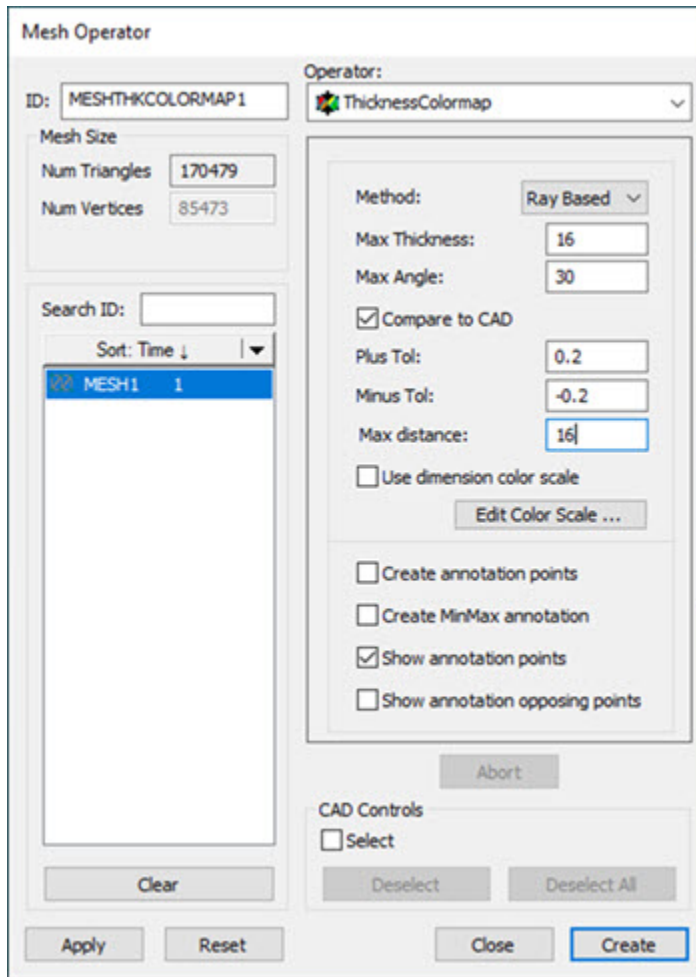 Mesh Operator
ID: MESHTHKCOLORMAP1
Operator:
ThicknessColormap
Mesh Size
Num Triangles 170479
Num Vertices 85473
Search ID:
Sort: Time ↓
MESH1 1
Clear
Method: Ray Based
Max Thickness: 16
Max Angle: 30
Compare to CAD
Plus Tol: 0.2
Minus Tol: -0.2
Max distance: 16
Use dimension color scale
Edit Color Scale ...
Create annotation points
Create MinMax annotation
Show annotation points
Show annotation opposing points
Abort
CAD Controls
Select
Deselect Deselect All
Apply Reset Close Create